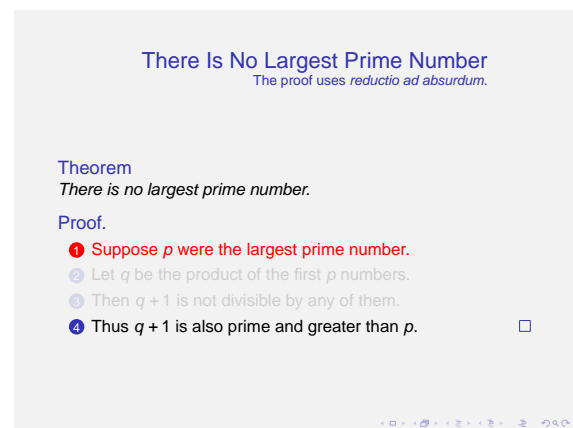 There Is No Largest Prime Number
The proof uses reductio ad absurdum.
Theorem
There is no largest prime number.
Proof.
1 Suppose p were the largest prime number.
2 Let q be the product of the first p numbers.
3 Then q + 1 is not divisible by any of them.
4 Thus q + 1 is also prime and greater than p.